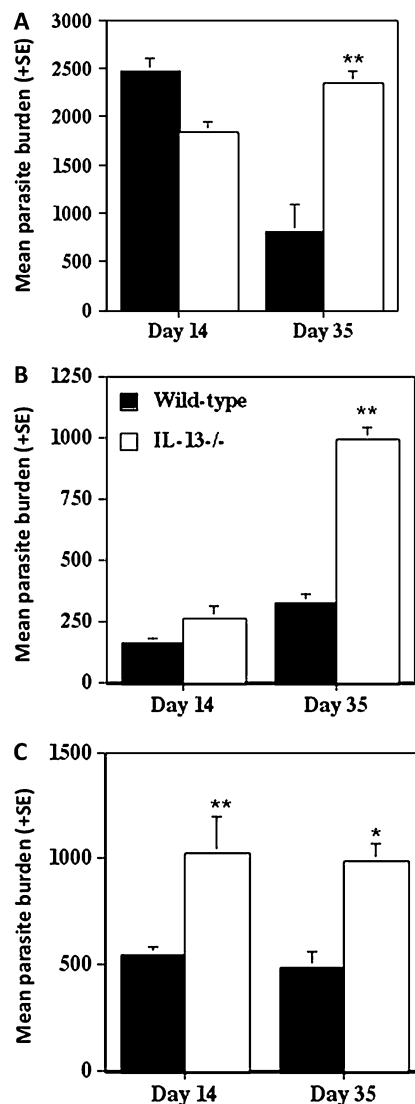 A
Mean parasite burden (+SE)
3000
2500
2000
1500
1000
500
0
**
Day 14
Day 35
B
Mean parasite burden (+SE)
1250
1000
750
500
250
0
Wild-type
IL-13-/-
**
Day 14
Day 35
C
Mean parasite burden (+SE)
1500
1000
500
0
**
*
Day 14
Day 35